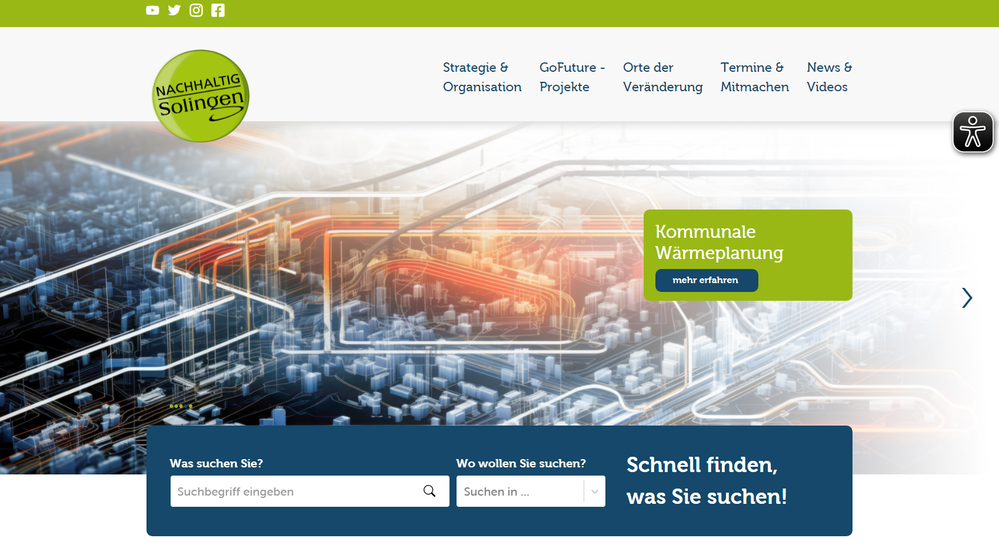 Strategie &
Organisation
GoFuture -
Projekte
Orte der
Veränderung
Termine &
Mitmachen
News &
Videos
NACHHALTIG
Solingen
Kommunale
Wärmeplanung
mehr erfahren
Was suchen Sie?
Suchbegriff eingeben
Wo wollen Sie suchen?
Suchen in ...
Schnell finden,
was Sie suchen!